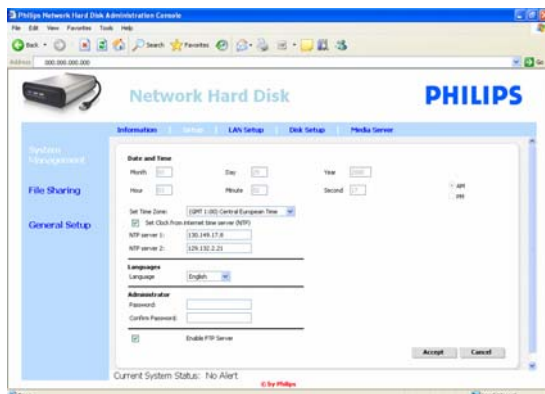 Philips Network Hard Disk Administration Console
File Edit View Favorites Tools Help
Back Search Favorites
Address 000.000.000.000 Go
Network Hard Disk PHILIPS
Information Setup LAN Setup Disk Setup Media Server
System Management
File Sharing
General Setup
Date and Time
Month Day Year
Hour Minute Second AM
PM
Set Time Zone: (GMT 1:00) Central European Time
Set Clock from internet time server (NTP)
NTP server 1: 130.149.17.8
NTP server 2: 129.132.2.21
Languages
Language English
Administrator
Password:
Confirm Password:
Enable FTP Server
Accept Cancel
Current System Status: No Alert
© by Philips